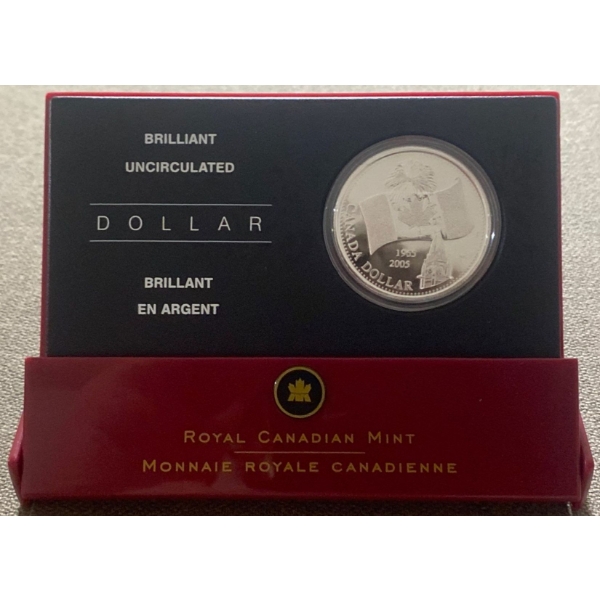 BRILLIANT
UNCIRCULATED
DOLLAR
BRILLANT
EN ARGENT
CANADA DOLLAR
1965
2005
ROYAL CANADIAN MINT
MONNAIE ROYALE CANADIENNE